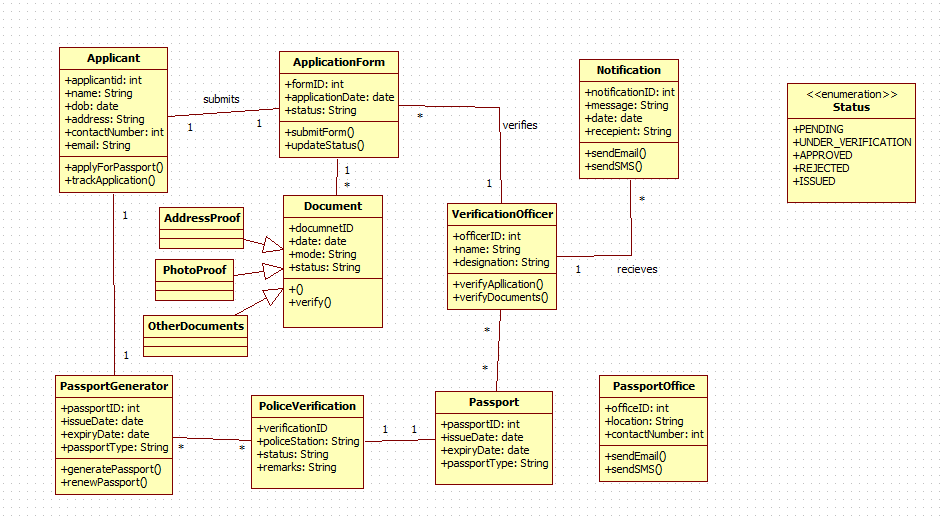 Applicant
+applicantid: int
+name: String
+dob: date
+address: String
+contactNumber: int
+email: String
+applyForPassport()
+trackApplication()
submits
1
1
ApplicationForm
+formID: int
+applicationDate: date
+status: String
+submitForm()
+updateStatus()
*
verifies
1
Notification
+notificationID: int
+message: String
+date: date
+recepient: String
+sendEmail()
+sendSMS()
<<enumeration>>
Status
+PENDING
+UNDER_VERIFICATION
+APPROVED
+REJECTED
+ISSUED
1
*
Document
+documnetID
+date: date
+mode: String
+status: String
+()
+verify()
AddressProof
PhotoProof
OtherDocuments
VerificationOfficer
+officerID: int
+name: String
+designation: String
+verifyApllication()
+verifyDocuments()
*
1
recieves
1
1
*
*
PassportGenerator
+passportID: int
+issueDate: date
+expiryDate: date
+passportType: String
+generatePassport()
+renewPassport()
*
*
PoliceVerification
+verificationID
+policeStation: String
+status: String
+remarks: String
1
1
Passport
+passportID: int
+issueDate: date
+expiryDate: date
+passportType: String
PassportOffice
+officeID: int
+location: String
+contactNumber: int
+sendEmail()
+sendSMS()